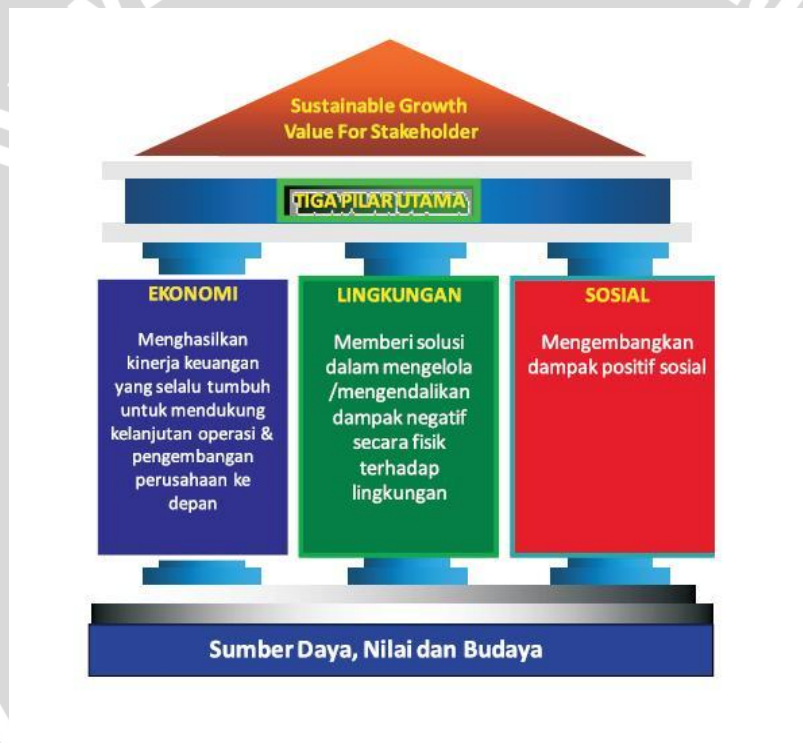 Sustainable Growth
Value For Stakeholder
TIGA PILAR UTAMA
EKONOMI
Menghasilkan
kinerja keuangan
yang selalu tumbuh
untuk mendukung
kelanjutan operasi &
pengembangan
perusahaan ke
depan
LINGKUNGAN
Memberi solusi
dalam mengelola
/mengendalikan
dampak negatif
secara fisik
terhadap
lingkungan
SOSIAL
Mengembangkan
dampak positif sosial
Sumber Daya, Nilai dan Budaya